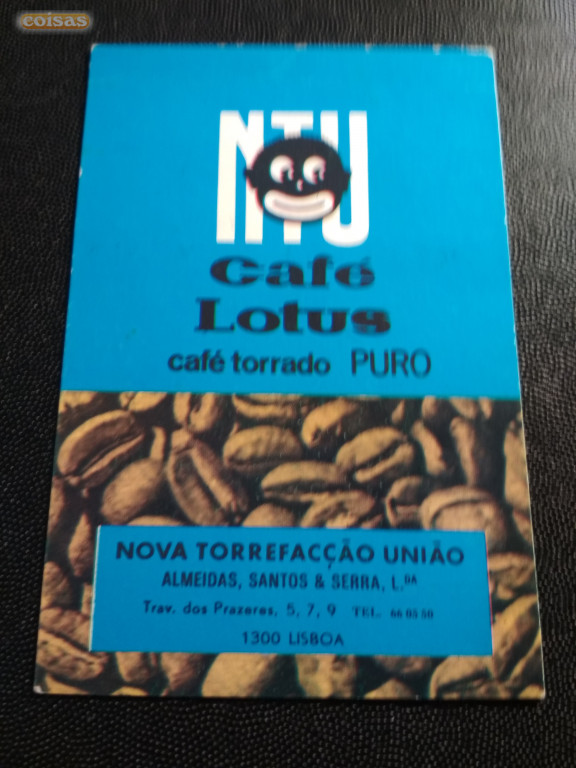 coisas
NTU
Café
Lotus
café torrado PURO
NOVA TORREFACÇÃO UNIÃO
ALMEIDAS, SANTOS & SERRA, L.DA
Trav. dos Prazeres, 5, 7, 9 TEL. 66 05 50
1300 LISBOA